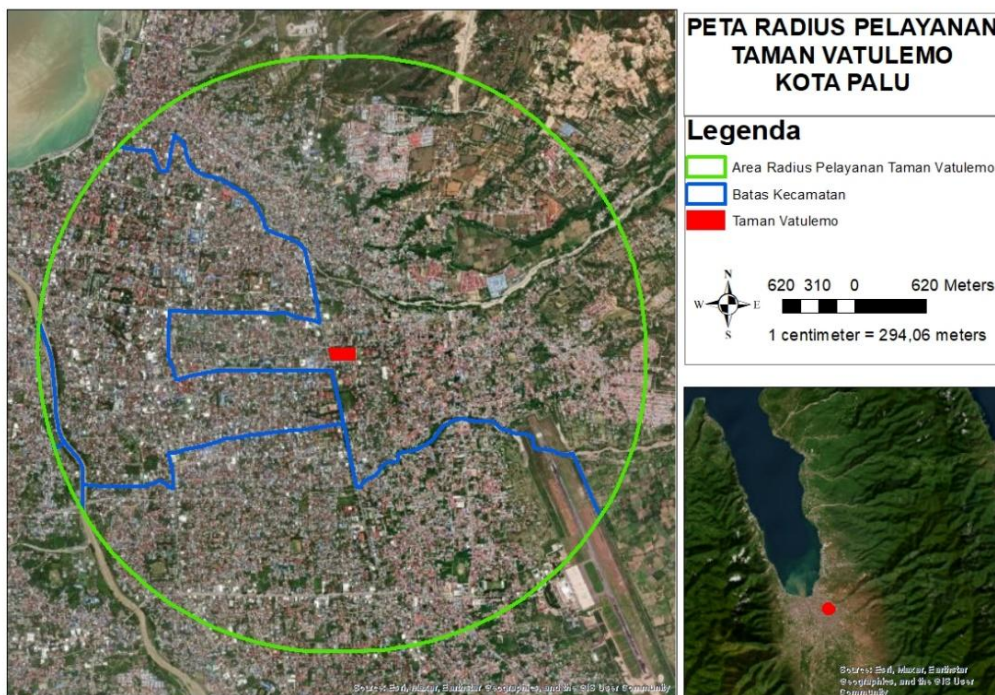 PETA RADIUS PELAYANAN
TAMAN VATULEMO
KOTA PALU
Legenda
Area Radius Pelayanan Taman Vatulemo
Batas Kecamatan
Taman Vatulemo
N
W E
S
620 310 0 620 Meters
1 centimeter = 294,06 meters
Source: Esri, Maxar, Earthstar Geographics, and the GIS User Community
Source: Esri, Maxar, Earthstar
Geographics, and the GIS User
Community